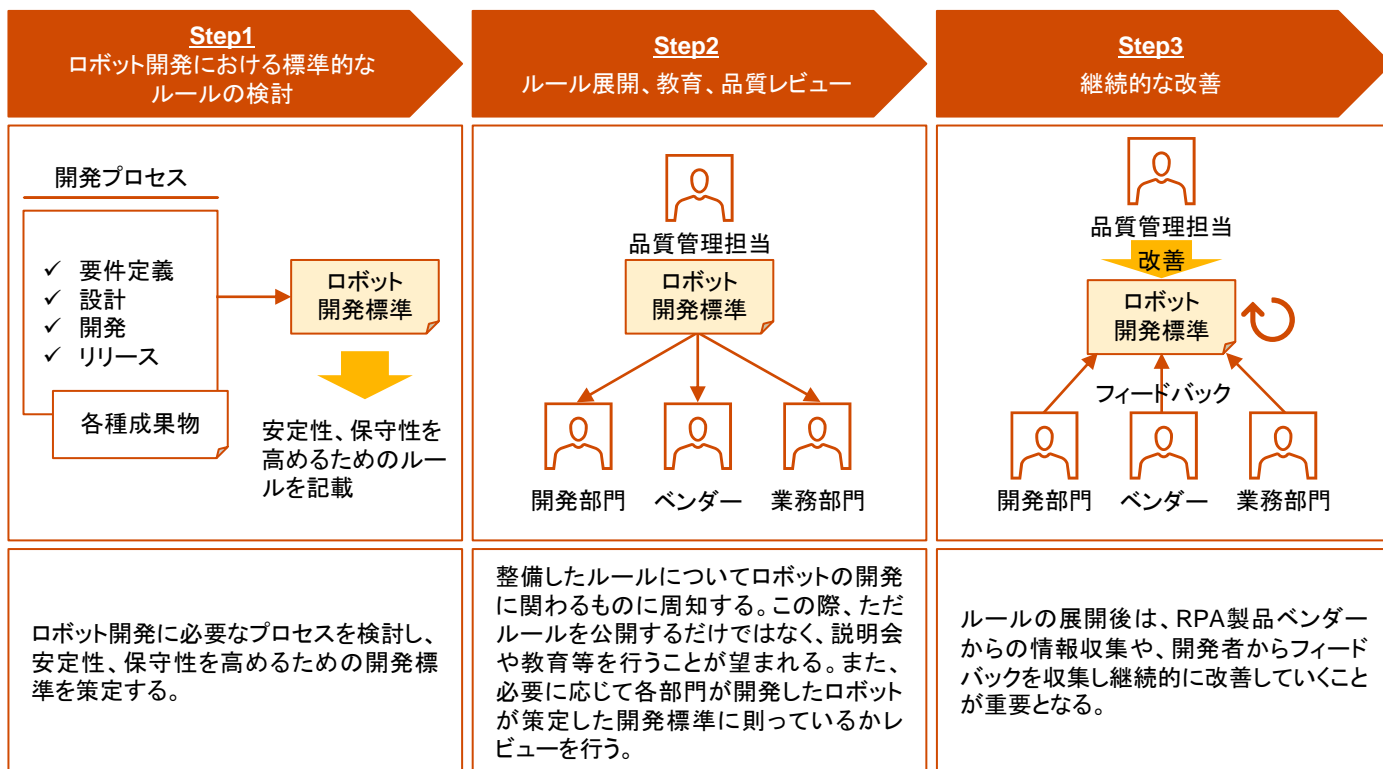 Step1
ロボット開発における標準的な
ルールの検討
開発プロセス
✓ 要件定義
✓ 設計
✓ 開発
✓ リリース
各種成果物
ロボット
開発標準
安定性、保守性を
高めるためのルー
ルを記載
ロボット開発に必要なプロセスを検討し、
安定性、保守性を高めるための開発標
準を策定する。
Step2
ルール展開、教育、品質レビュー
品質管理担当
ロボット
開発標準
開発部門 ベンダー 業務部門
整備したルールについてロボットの開発
に関わるものに周知する。この際、ただ
ルールを公開するだけではなく、説明会
や教育等を行うことが望まれる。また、
必要に応じて各部門が開発したロボット
が策定した開発標準に則っているかレ
ビューを行う。
Step3
継続的な改善
品質管理担当
改善
ロボット
開発標準
フィードバック
開発部門 ベンダー 業務部門
ルールの展開後は、RPA製品ベンダー
からの情報収集や、開発者からフィード
バックを収集し継続的に改善していくこと
が重要となる。